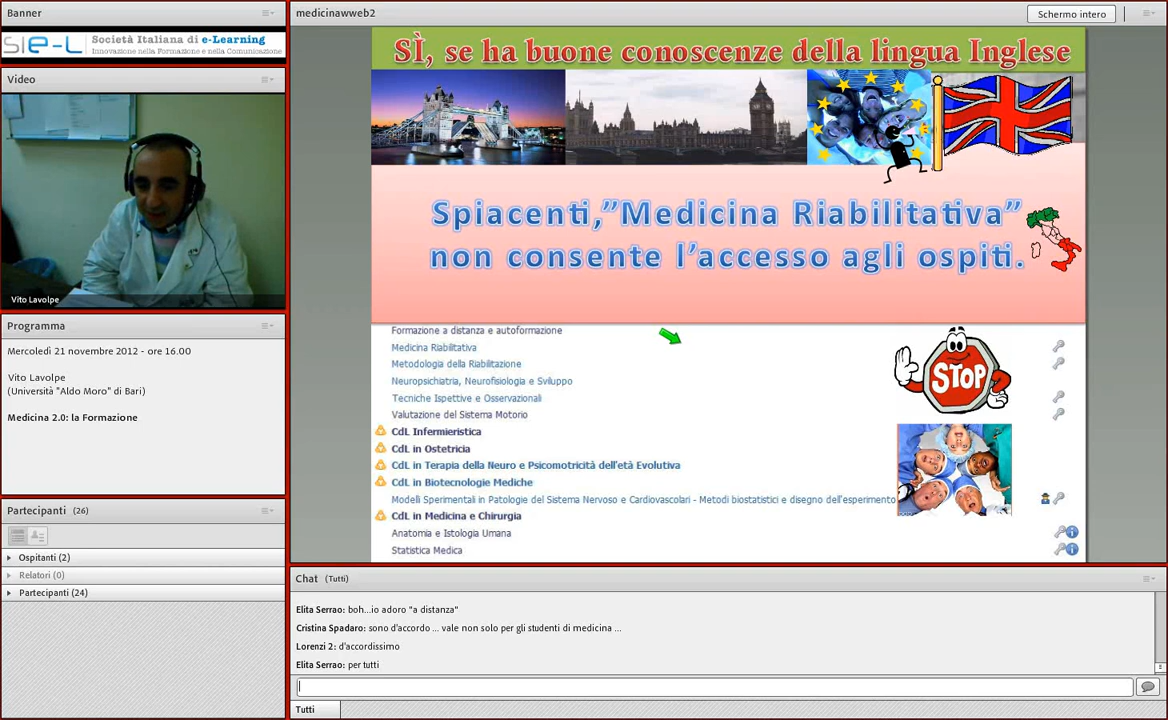 Banner
SIe-L Società Italiana di e-Learning
Innovazione nella Formazione e nella Comunicazione
Video
Vito Lavolpe
Programma
Mercoledì 21 novembre 2012 - ore 16.00
Vito Lavolpe
(Università "Aldo Moro" di Bari)
Medicina 2.0: la Formazione
Partecipanti (26)
Ospitanti (2)
Relatori (0)
Partecipanti (24)
medicinawweb2
Schermo intero
SÌ, se ha buone conoscenze della lingua Inglese
Spiacenti,”Medicina Riabilitativa”
non consente l’accesso agli ospiti.
Formazione a distanza e autoformazione
Medicina Riabilitativa
Metodologia della Riabilitazione
Neuropsichiatria, Neurofisiologia e Sviluppo
Tecniche Ispettive e Osservazionali
Valutazione del Sistema Motorio
STOP
CdL Infermieristica
CdL in Ostetricia
CdL in Terapia della Neuro e Psicomotricità dell'età Evolutiva
CdL in Biotecnologie Mediche
Modelli Sperimentali in Patologie del Sistema Nervoso e Cardiovascolari - Metodi biostatistici e disegno dell'esperimento
CdL in Medicina e Chirurgia
Anatomia e Istologia Umana
Statistica Medica
Chat (Tutti)
Elita Serrao: boh...io adoro "a distanza"
Cristina Spadaro: sono d'accordo ... vale non solo per gli studenti di medicina ...
Lorenzi 2: d'accordissimo
Elita Serrao: per tutti
Tutti